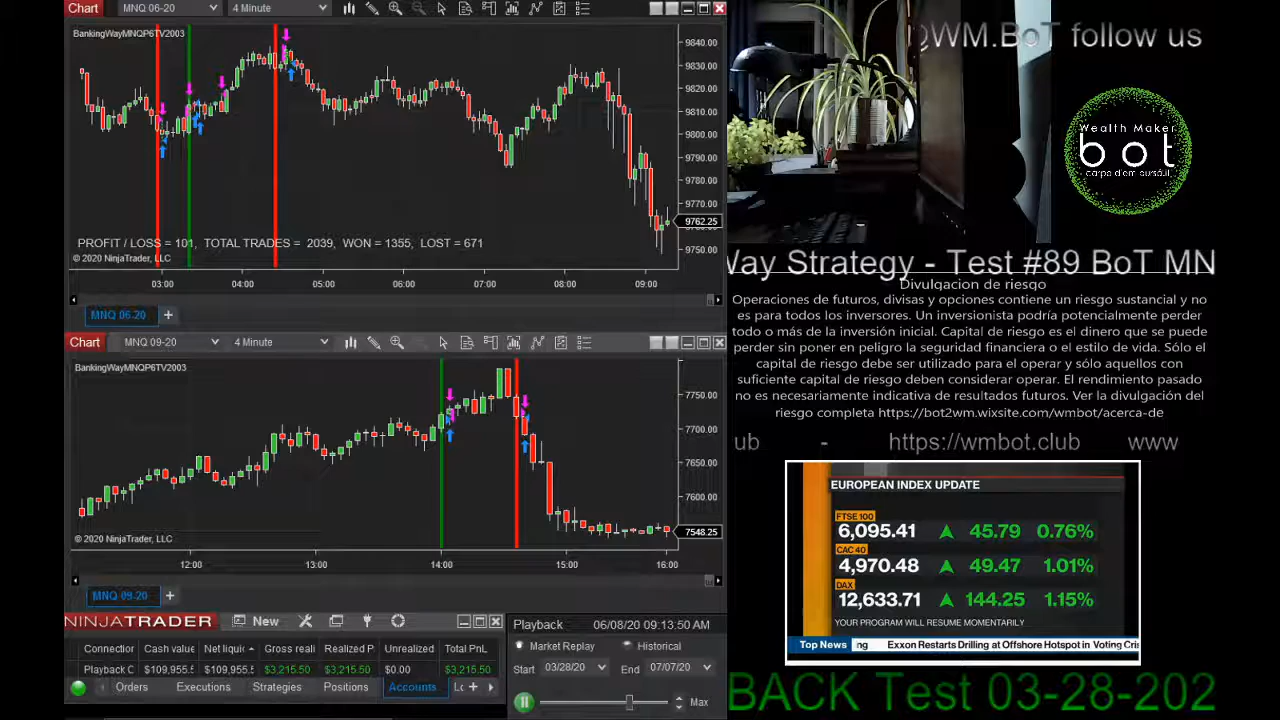 Chart MNQ 06-20 4 Minute
BankingWayMNQP6TV2003
9840.00
9830.00
9820.00
9810.00
9800.00
9790.00
9780.00
9770.00
9762.25
9750.00
PROFIT / LOSS = 101, TOTAL TRADES = 2039, WON = 1355, LOST = 671
© 2020 NinjaTrader, LLC
03:00 04:00 05:00 06:00 07:00 08:00 09:00
MNQ 06.20 +
Chart MNQ 09-20 4 Minute
BankingWayMNQP6TV2003
7750.00
7700.00
7650.00
7600.00
7548.25
© 2020 NinjaTrader, LLC
12:00 13:00 14:00 15:00 16:00
MNQ 09-20 +
NINJATRADER New
Connection Cash value Net liquid Gross reali Realized P Unrealized Total PnL
Playback C $109,955. $109,955. $3,215.50 $3,215.50 $0.00 $3,215.50
Orders Executions Strategies Positions Accounts Lo +
Playback 06/08/20 09:13:50 AM
Market Replay Historical
Start 03/28/20 End 07/07/20
Max
@WM.BoT follow us
Wealth Maker
bot
Way Strategy - Test #89 BoT MN
Divulgacion de riesgo
Operaciones de futuros, divisas y opciones contiene un riesgo sustancial y no
es para todos los inversores. Un inversionista podría potencialmente perder
todo o más de la inversión inicial. Capital de riesgo es el dinero que se puede
perder sin poner en peligro la seguridad financiera o el estilo de vida. Sólo el
capital de riesgo debe ser utilizado para el operar y sólo aquellos con
suficiente capital de riesgo deben considerar operar. El rendimiento pasado
no es necesariamente indicativa de resultados futuros. Ver la divulgación del
riesgo completa https://bot2wm.wixsite.com/wmbot/acerca-de
ub - https://wmbot.club www
EUROPEAN INDEX UPDATE
FTSE 100
6,095.41 45.79 0.76%
CAC 40
4,970.48 49.47 1.01%
DAX
12,633.71 144.25 1.15%
YOUR PROGRAM WILL RESUME MOMENTARILY
Top News ng Exxon Restarts Drilling at Offshore Hotspot in Voting Cris
BACK Test 03-28-202